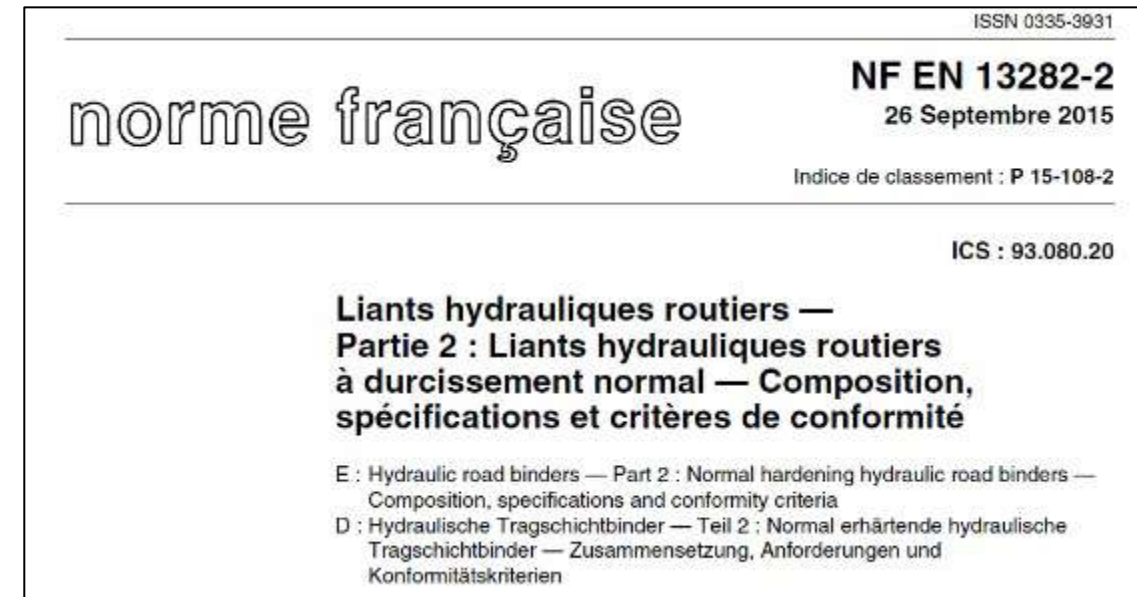 ISSN 0335-3931
norme française
NF EN 13282-2
26 Septembre 2015
Indice de classement : P 15-108-2
ICS : 93.080.20
Liants hydrauliques routiers —
Partie 2 : Liants hydrauliques routiers
à durcissement normal — Composition,
spécifications et critères de conformité
E : Hydraulic road binders — Part 2 : Normal hardening hydraulic road binders —
Composition, specifications and conformity criteria
D : Hydraulische Tragschichtbinder — Teil 2 : Normal erhärtende hydraulische
Tragschichtbinder — Zusammensetzung, Anforderungen und
Konformitätskriterien